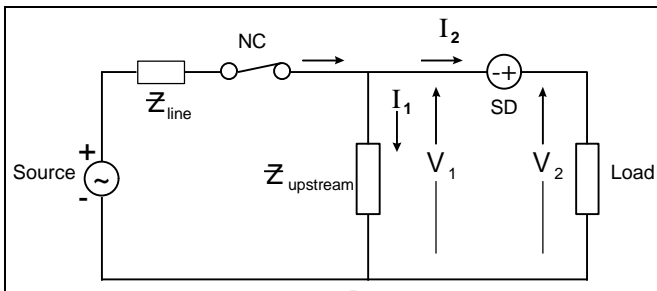 NC
I2
Zline
-+
SD
I1
Source
+
~
-
Zupstream
V1
V2
Load